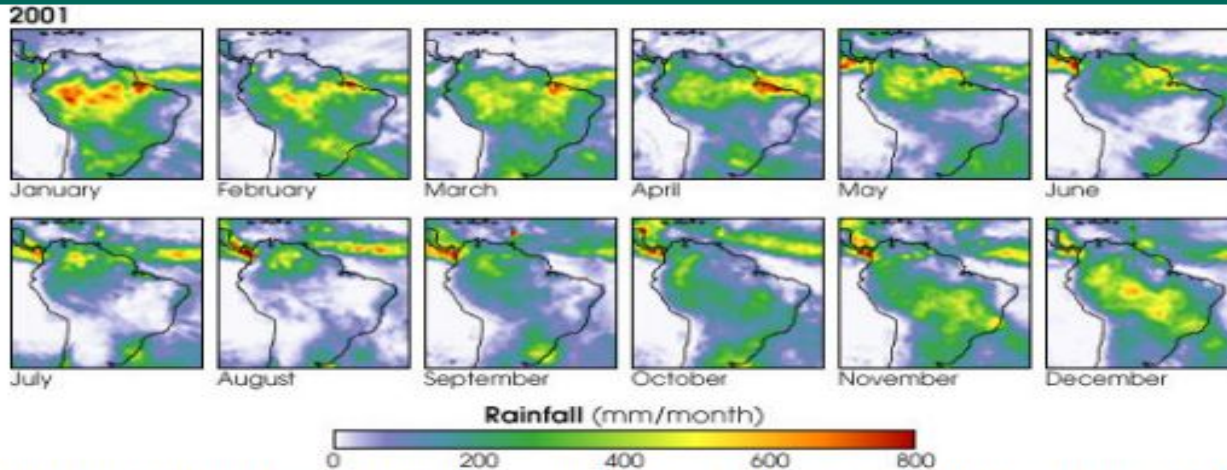 2001
January February March April May June
July August September October November December
Rainfall (mm/month)
0 200 400 600 800